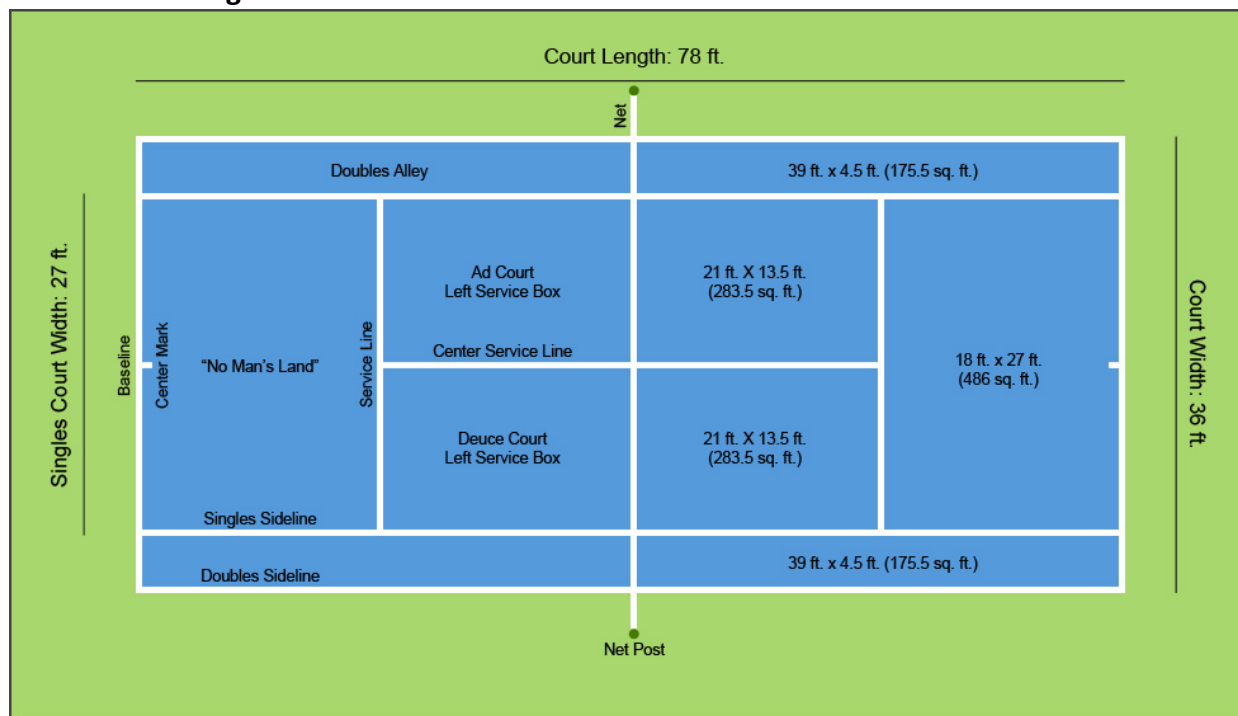 Court Length: 78 ft.
Net
Doubles Alley
39 ft. x 4.5 ft. (175.5 sq. ft.)
Singles Court Width: 27 ft.
Baseline
Center Mark
"No Man's Land"
Service Line
Ad Court
Left Service Box
Center Service Line
Deuce Court
Left Service Box
21 ft. X 13.5 ft.
(283.5 sq. ft.)
21 ft. X 13.5 ft.
(283.5 sq. ft.)
18 ft. x 27 ft.
(486 sq. ft.)
Court Width: 36 ft.
Singles Sideline
Doubles Sideline
39 ft. x 4.5 ft. (175.5 sq. ft.)
Net Post